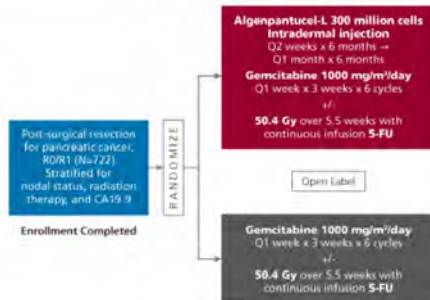 Algenpantucel-L 300 million cells
Intradermal injection
Q2 weeks x 6 months →
Q1 month x 6 months
Gemcitabine 1000 mg/m²/day
Q1 week x 3 weeks x 6 cycles
+/-
50.4 Gy over 5.5 weeks with
continuous infusion 5-FU
Post-surgical resection
for pancreatic cancer,
R0/R1 (N=722)
Stratified for
nodal status, radiation
therapy, and CA19-9
Enrollment Completed
RANDOMIZE
Open Label
Gemcitabine 1000 mg/m²/day
Q1 week x 3 weeks x 6 cycles
+/-
50.4 Gy over 5.5 weeks with
continuous infusion 5-FU